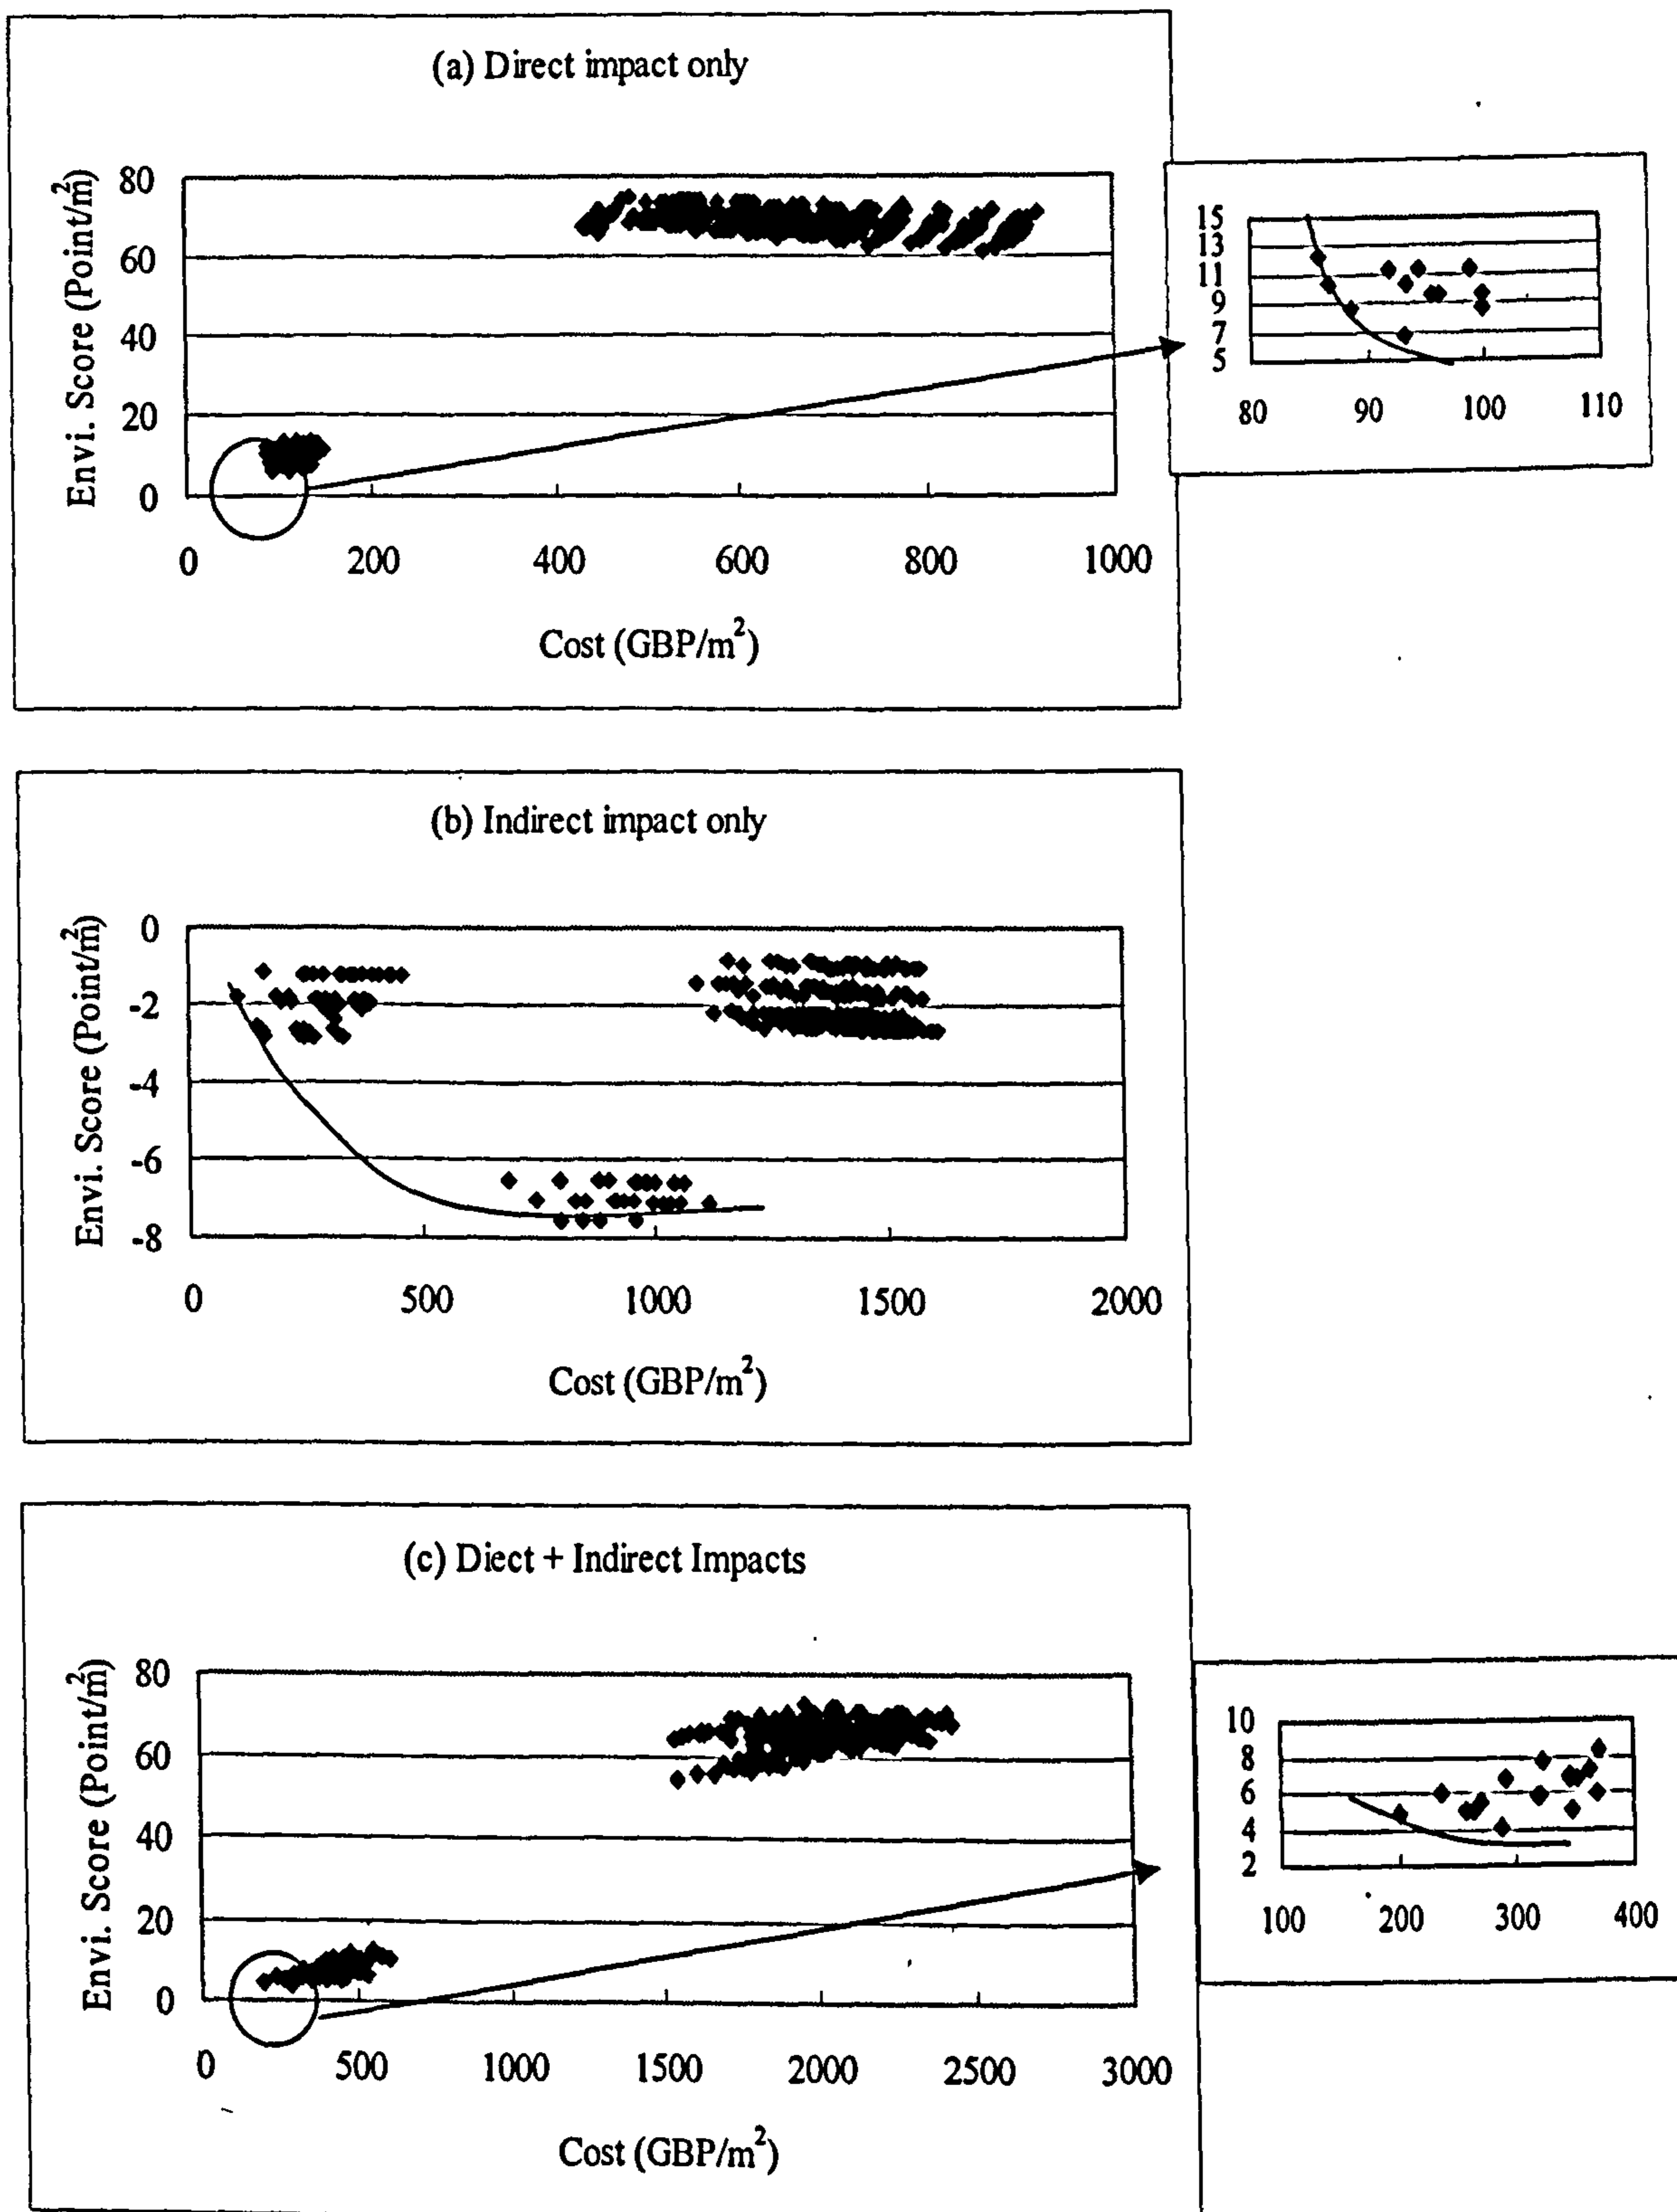 (a) Direct impact only
Envi. Score (Point/m²)
80
60
40
20
0
0 200 400 600 800 1000
Cost (GBP/m²)
15
13
11
9
7
5
80 90 100 110
(b) Indirect impact only
Envi. Score (Point/m²)
0
-2
-4
-6
-8
0 500 1000 1500 2000
Cost (GBP/m²)
(c) Diect + Indirect Impacts
Envi. Score (Point/m²)
80
60
40
20
0
0 500 1000 1500 2000 2500 3000
Cost (GBP/m²)
10
8
6
4
2
100 200 300 400